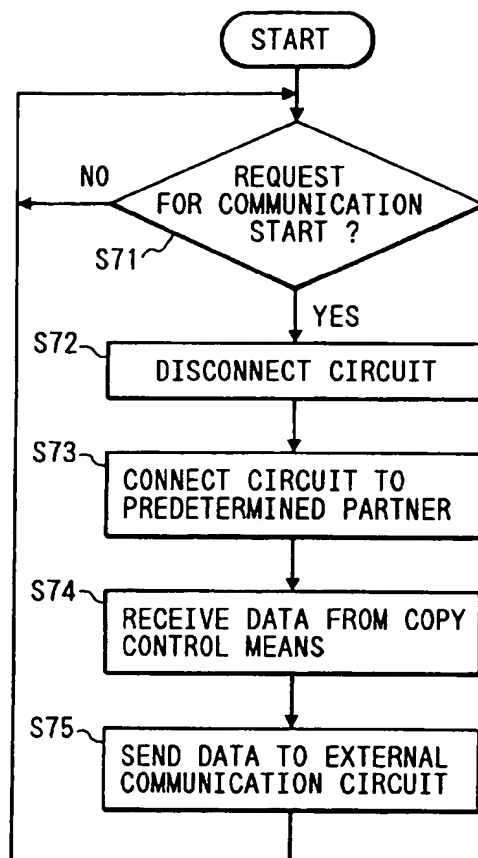 START
REQUEST
FOR COMMUNICATION
START ?
NO
S71
YES
S72
DISCONNECT CIRCUIT
S73
CONNECT CIRCUIT TO
PREDETERMINED PARTNER
S74
RECEIVE DATA FROM COPY
CONTROL MEANS
S75
SEND DATA TO EXTERNAL
COMMUNICATION CIRCUIT